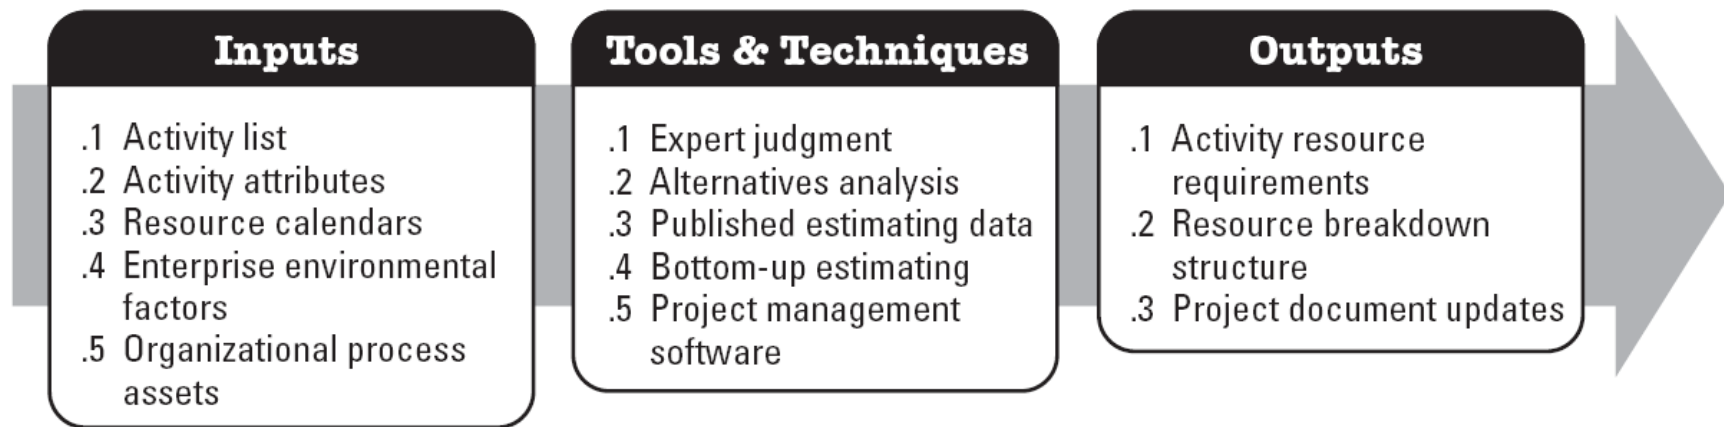 Inputs
.1 Activity list
.2 Activity attributes
.3 Resource calendars
.4 Enterprise environmental
factors
.5 Organizational process
assets
Tools & Techniques
.1 Expert judgment
.2 Alternatives analysis
.3 Published estimating data
.4 Bottom-up estimating
.5 Project management
software
Outputs
.1 Activity resource
requirements
.2 Resource breakdown
structure
.3 Project document updates